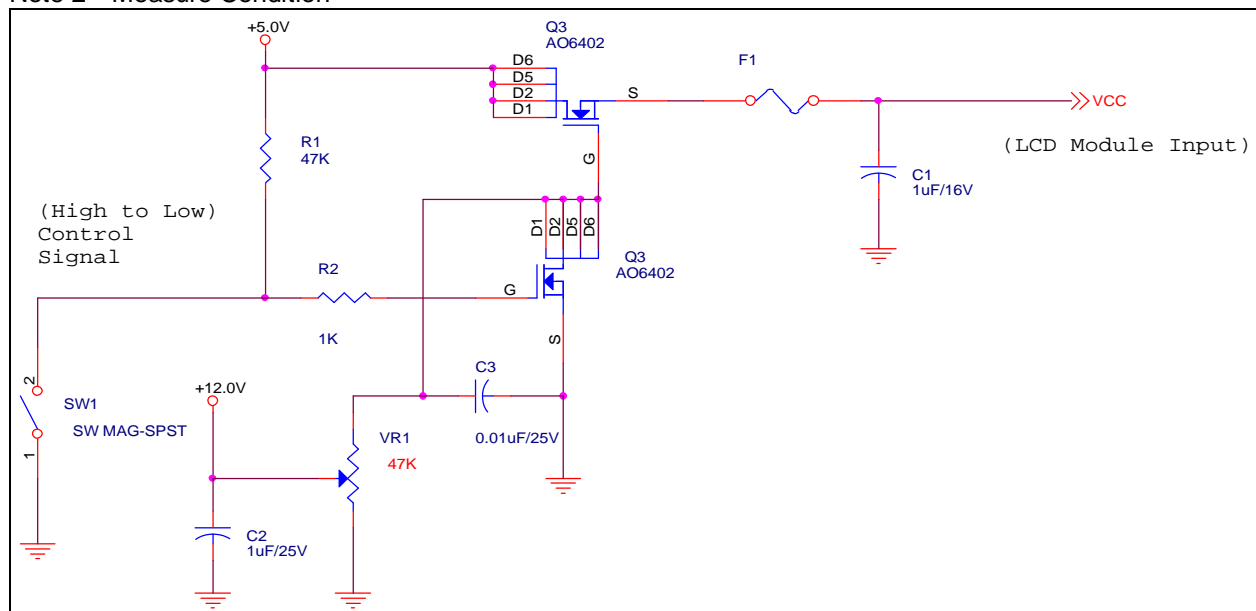 Note 2 Measure Condition
+5.0V
Q3
AO6402
F1
D6
D5
D2
D1
S
VCC
R1
47K
(LCD Module Input)
G
C1
1uF/16V
(High to Low)
Control
Signal
D1
D2
D5
D6
Q3
AO6402
R2
G
1K
S
C3
2
+12.0V
SW1
SW MAG-SPST
VR1
0.01uF/25V
1
47K
C2
1uF/25V